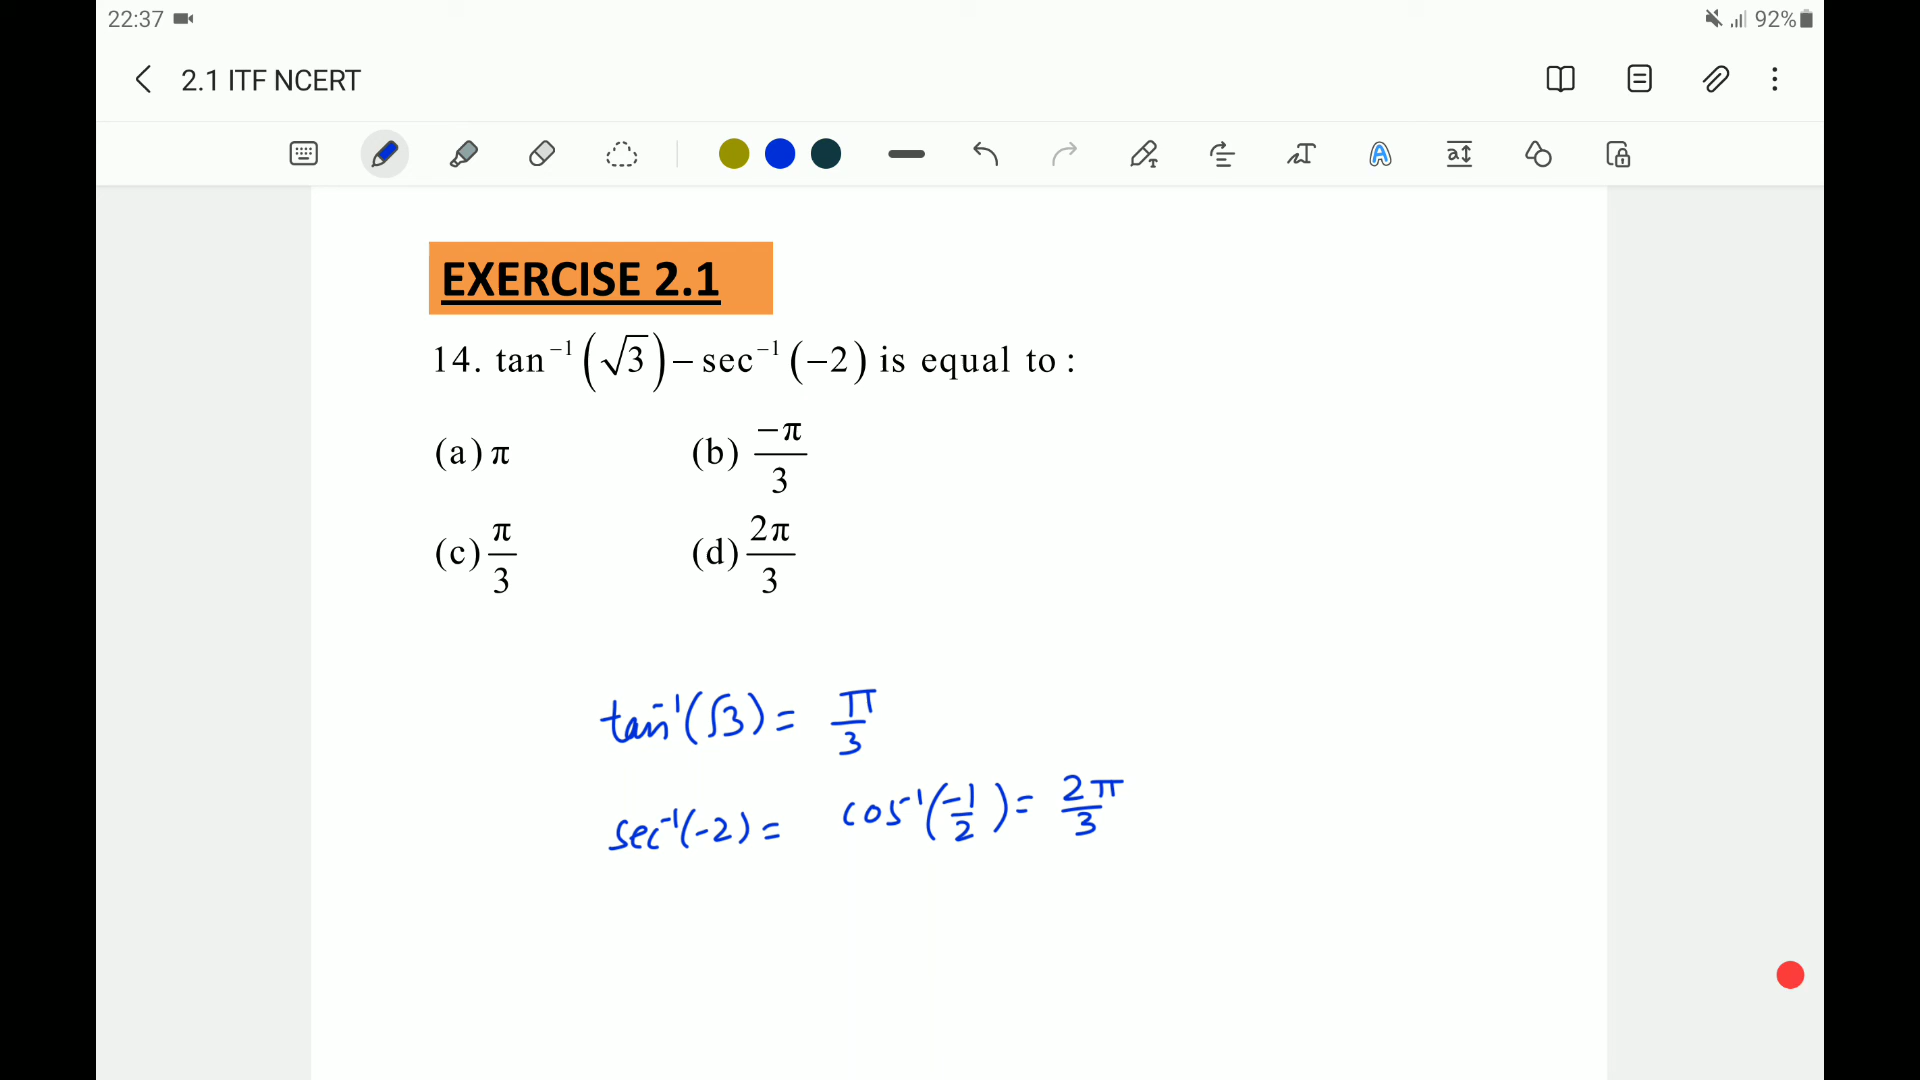 22:37 92%
2.1 ITF NCERT
EXERCISE 2.1
14. tan⁻¹(√3) − sec⁻¹(−2) is equal to :
(a) π (b) −π/3
(c) π/3 (d) 2π/3
tan⁻¹(√3) = π/3
sec⁻¹(-2) = cos⁻¹(-1/2) = 2π/3